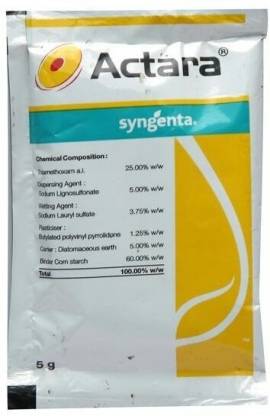 Actara®
syngenta.
Chemical Composition :
Thiamethoxam a.i. 25.00% w/w
Dispersing Agent :
Sodium Lignosulfonate 5.00% w/w
Wetting Agent :
Sodium Lauryl sulfate 3.75% w/w
Plasticiser :
Butylated polyvinyl pyrrolidone 1.25% w/w
Carrier : Diatomaceous earth 5.00% w/w
Binder Corn starch 60.00% w/w
Total 100.00% w/w
5 g